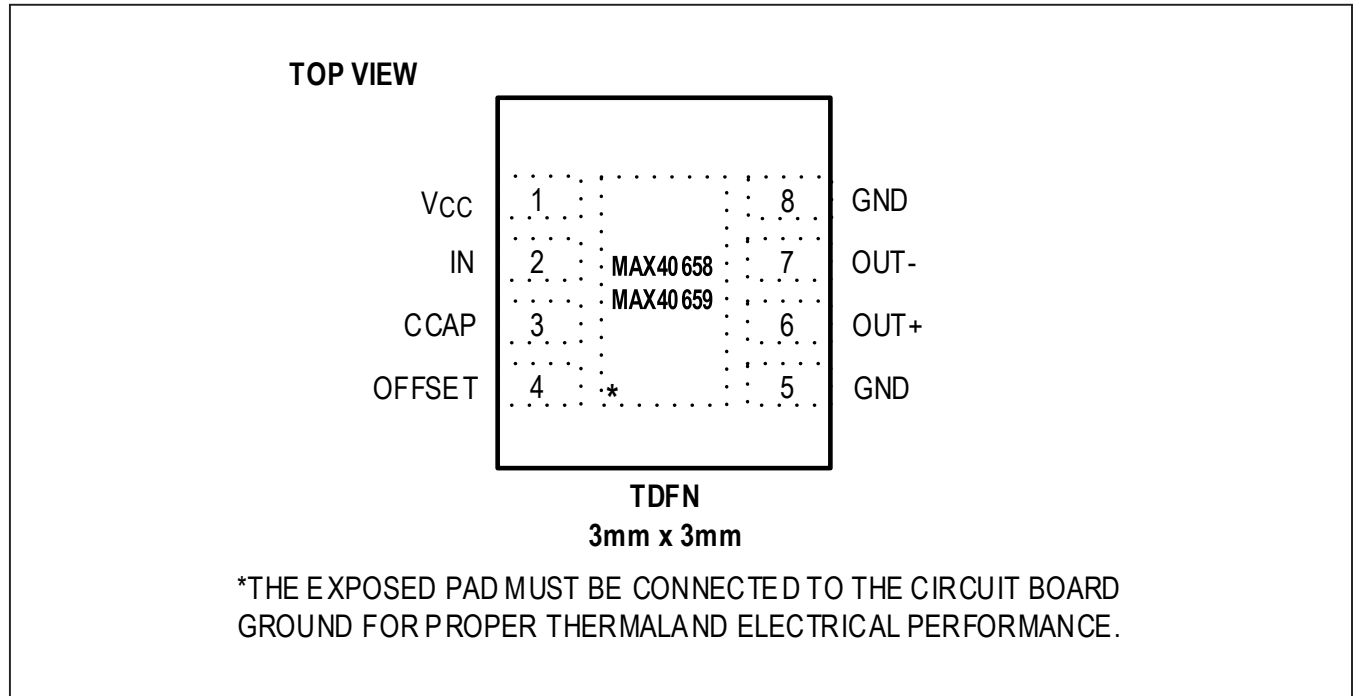 TOP VIEW
VCC 1 8 GND
IN 2 MAX40658 7 OUT-
MAX40659
CCAP 3 6 OUT+
OFFSET 4 * 5 GND
TDFN
3mm x 3mm
*THE EXPOSED PAD MUST BE CONNECTED TO THE CIRCUIT BOARD
GROUND FOR PROPER THERMAL AND ELECTRICAL PERFORMANCE.